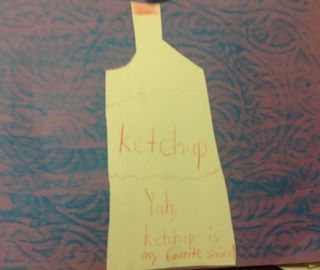 ketchup
Yah,
ketchup is
my favorite